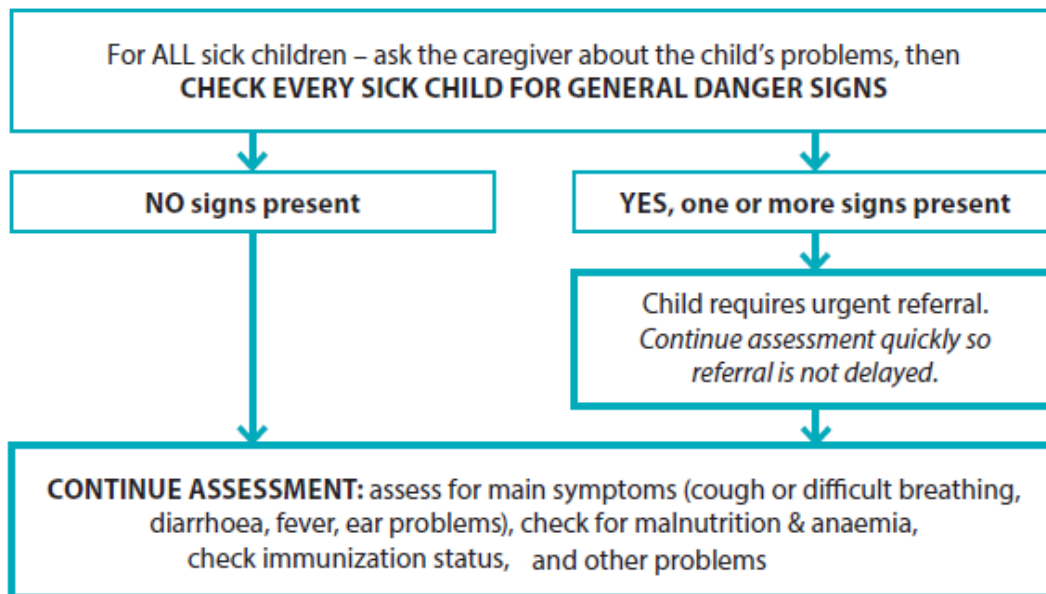 For ALL sick children – ask the caregiver about the child's problems, then
CHECK EVERY SICK CHILD FOR GENERAL DANGER SIGNS
NO signs present
YES, one or more signs present
Child requires urgent referral.
Continue assessment quickly so
referral is not delayed.
CONTINUE ASSESSMENT: assess for main symptoms (cough or difficult breathing,
diarrhoea, fever, ear problems), check for malnutrition & anaemia,
check immunization status, and other problems